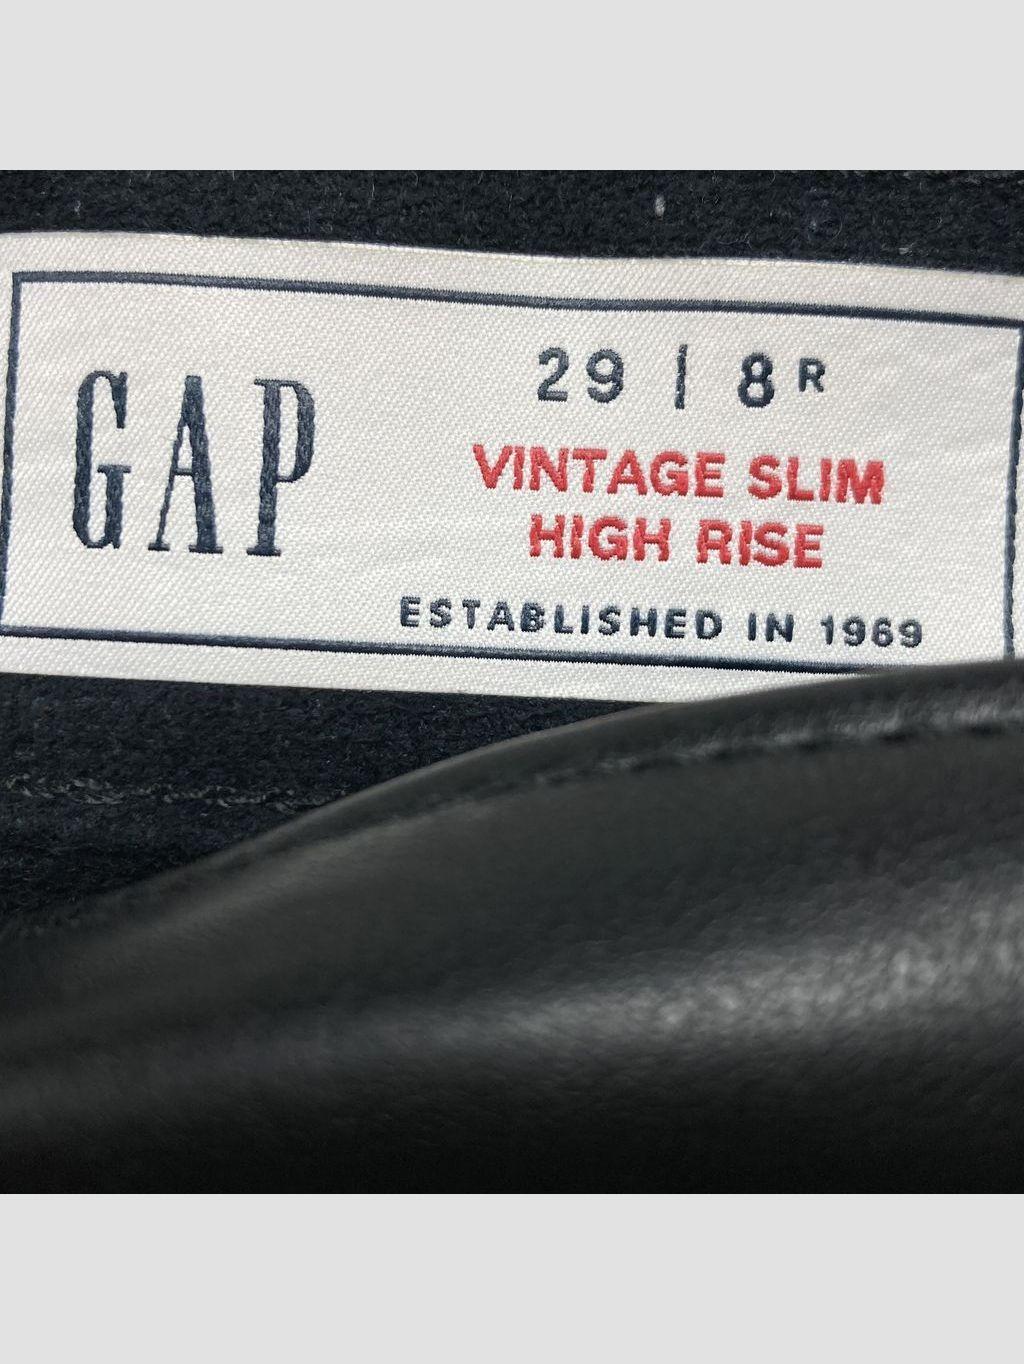 GAP
29 | 8R
VINTAGE SLIM
HIGH RISE
ESTABLISHED IN 1969